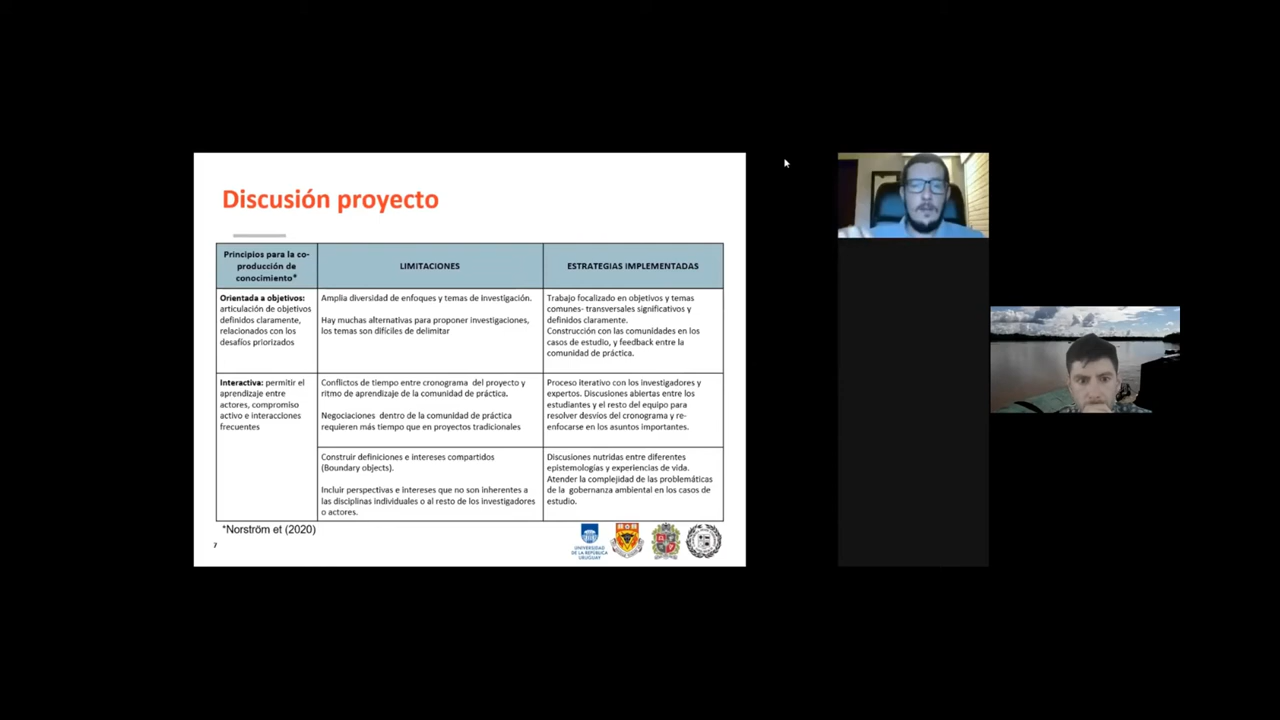 Discusión proyecto
Principios para la co-
producción de
conocimiento*
LIMITACIONES
ESTRATEGIAS IMPLEMENTADAS
Orientada a objetivos:
articulación de objetivos
definidos claramente,
relacionados con los
desafíos priorizados
Amplia diversidad de enfoques y temas de investigación.
Hay muchas alternativas para proponer investigaciones,
los temas son difíciles de delimitar
Trabajo focalizado en objetivos y temas
comunes- transversales significativos y
definidos claramente.
Construcción con las comunidades en los
casos de estudio, y feedback entre la
comunidad de práctica.
Interactiva: permitir el
aprendizaje entre
actores, compromiso
activo e interacciones
frecuentes
Conflictos de tiempo entre cronograma del proyecto y
ritmo de aprendizaje de la comunidad de práctica.
Negociaciones dentro de la comunidad de práctica
requieren más tiempo que en proyectos tradicionales
Proceso iterativo con los investigadores y
expertos. Discusiones abiertas entre los
estudiantes y el resto del equipo para
resolver desvíos del cronograma y re-
enfocarse en los asuntos importantes.
Construir definiciones e intereses compartidos
(Boundary objects).
Incluir perspectivas e intereses que no son inherentes a
las disciplinas individuales o al resto de los investigadores
o actores.
Discusiones nutridas entre diferentes
epistemologías y experiencias de vida.
Atender la complejidad de las problemáticas
de la gobernanza ambiental en los casos de
estudio.
*Norström et (2020)
7
UNIVERSIDAD
DE LA REPÚBLICA
URUGUAY